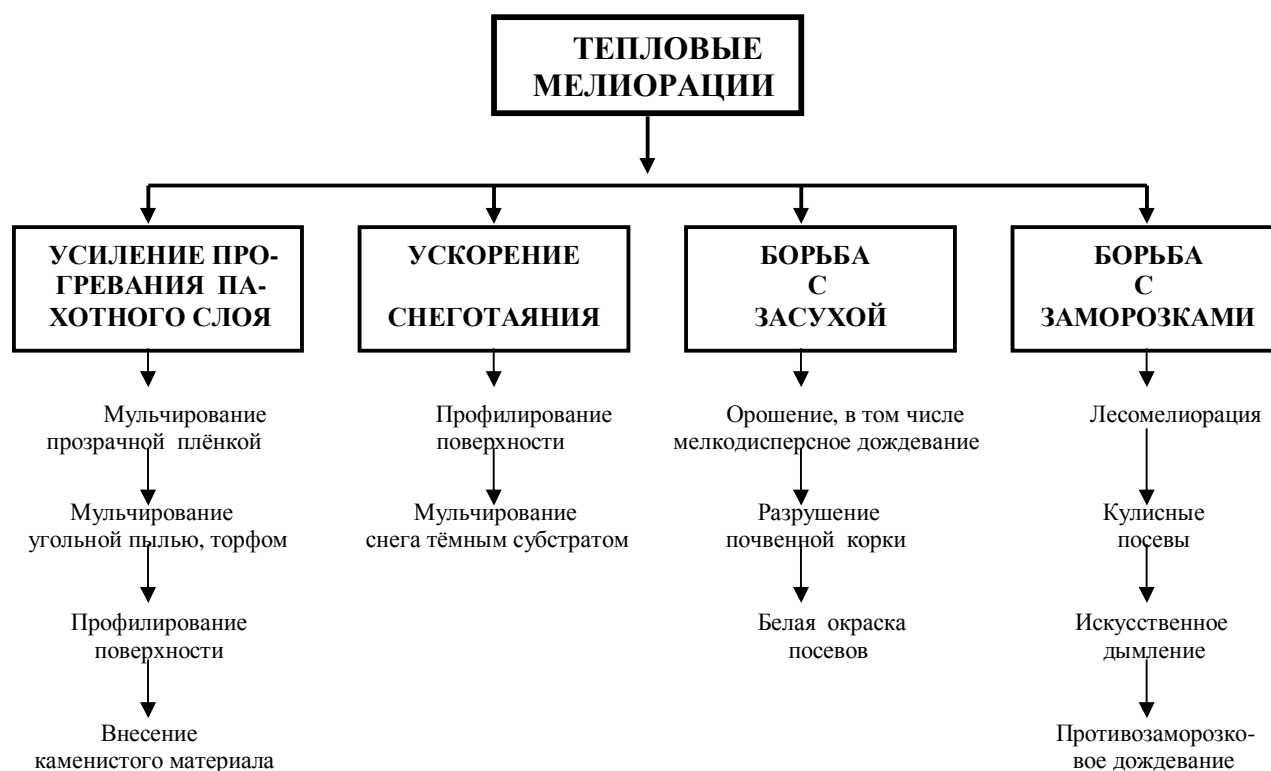 ТЕПЛОВЫЕ
МЕЛИОРАЦИИ
УСИЛЕНИЕ ПРО-
ГРЕВАНИЯ ПА-
ХОТНОГО СЛОЯ
Мульчирование
прозрачной плёнкой
Мульчирование
угольной пылью, торфом
Профилирование
поверхности
Внесение
каменистого материала
УСКОРЕНИЕ
СНЕГОТАЯНИЯ
Профилирование
поверхности
Мульчирование
снега тёмным субстратом
БОРЬБА
С
ЗАСУХОЙ
Орошение, в том числе
мелкодисперсное дождевание
Разрушение
почвенной корки
Белая окраска
посевов
БОРЬБА
С
ЗАМОРОЗКАМИ
Лесомелиорация
Кулисные
посевы
Искусственное
дымление
Противозаморозко-
вое дождевание